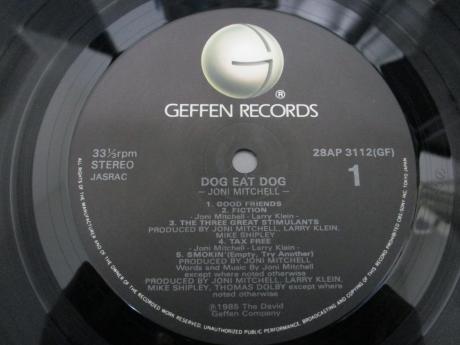 G
®
GEFFEN RECORDS
33⅓rpm
STEREO
JASRAC
28AP 3112(GF)
1
DOG EAT DOG
— JONI MITCHELL —
1. GOOD FRIENDS
2. FICTION
- Joni Mitchell - Larry Klein -
3. THE THREE GREAT STIMULANTS
PRODUCED BY JONI MITCHELL, LARRY KLEIN,
MIKE SHIPLEY
4. TAX FREE
- Joni Mitchell - Larry Klein -
5. SMOKIN'(Empty, Try Another)
PRODUCED BY JONI MITCHELL
Words and Music By Joni Mitchell
except where noted otherwise
PRODUCED BY JONI MITCHELL, LARRY KLEIN,
MIKE SHIPLEY, THOMAS DOLBY except where
noted otherwise
℗1985 The David
Geffen Company
ALL RIGHTS OF THE MANUFACTURER AND OF THE OWNER OF THE RECORDED WORK RESERVED. UNAUTHORIZED PUBLIC PERFORMANCE, BROADCASTING AND COPYING OF THIS RECORD PROHIBITED. CBS/SONY INC. TOKYO JAPAN